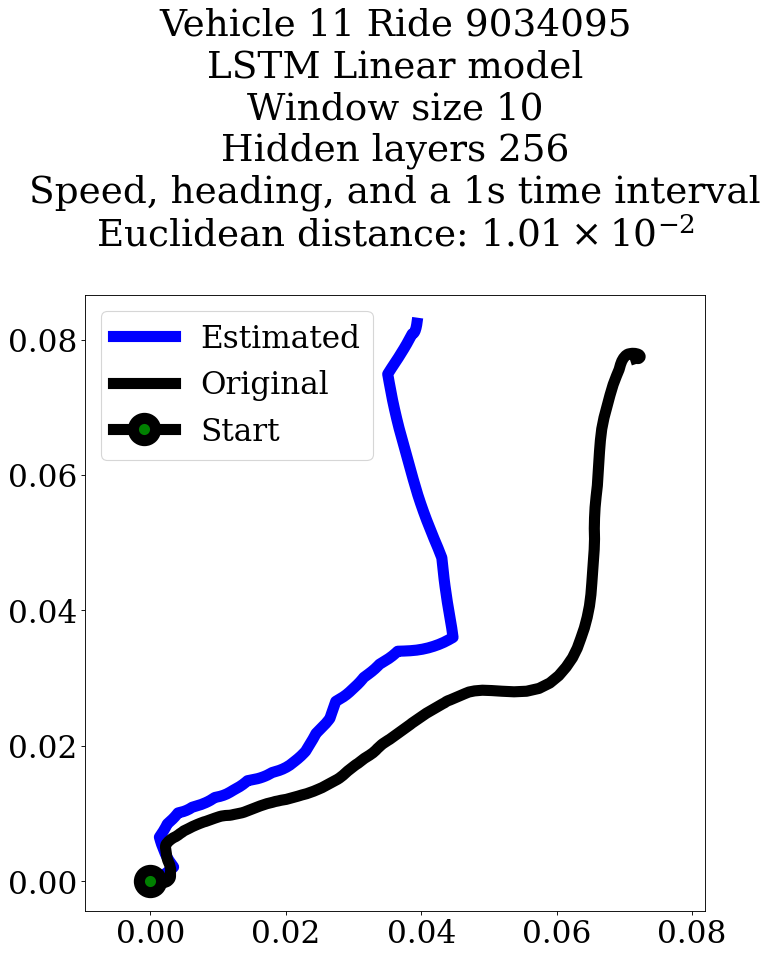 Vehicle 11 Ride 9034095
LSTM Linear model
Window size 10
Hidden layers 256
Speed, heading, and a 1s time interval
Euclidean distance: 1.01 × 10⁻²
Estimated
Original
Start
0.08
0.06
0.04
0.02
0.00
0.00 0.02 0.04 0.06 0.08